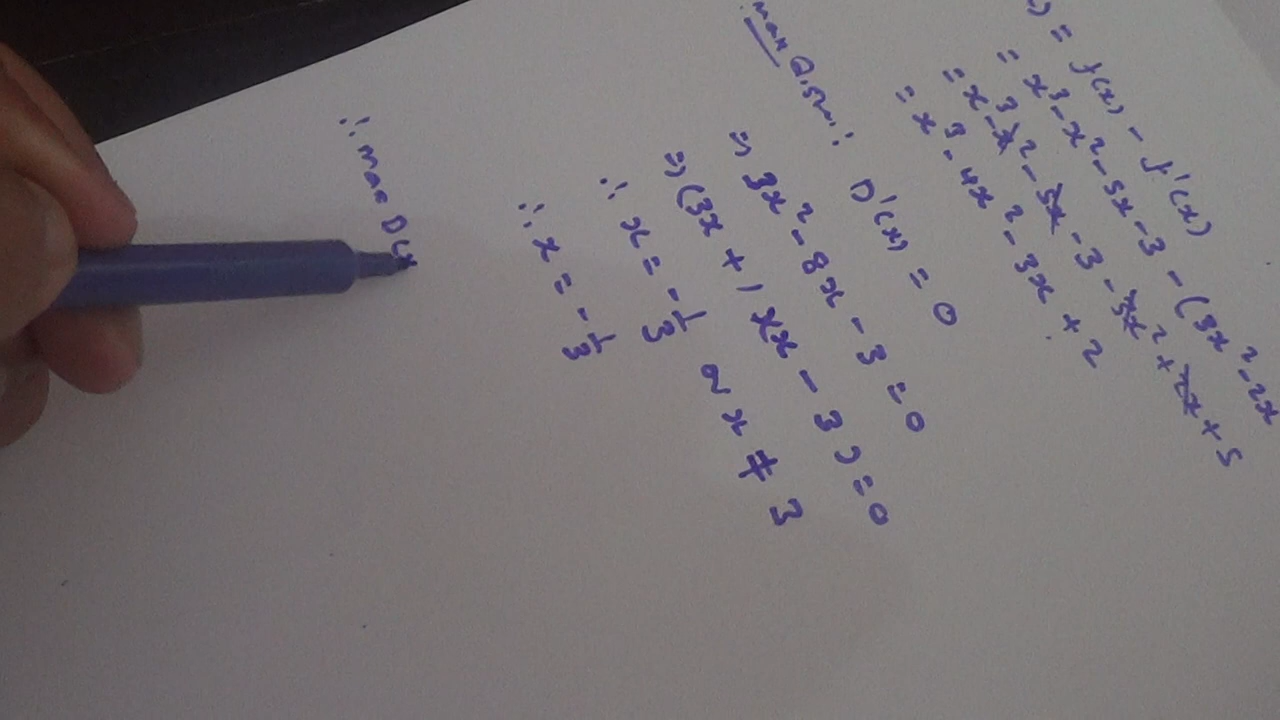 ) = f(x) - f'(x)
= x³ - x² - 5x - 3 - (3x² - 2x
= x³ - x² - 5x - 3 - 3x² + 2x + 5
= x³ - 4x² - 3x + 2
max : D'(x) = 0
=> 3x² - 8x - 3 = 0
=> (3x + 1)(x - 3) = 0
∴ x = -1/3 or x ≠ 3
∴ x = -1/3
∴ max D(x